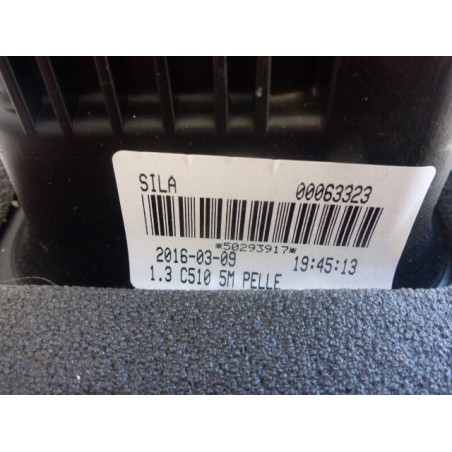 SILA 00063323
*50293917*
2016-03-09 19:45:13
1.3 C510 5M PELLE